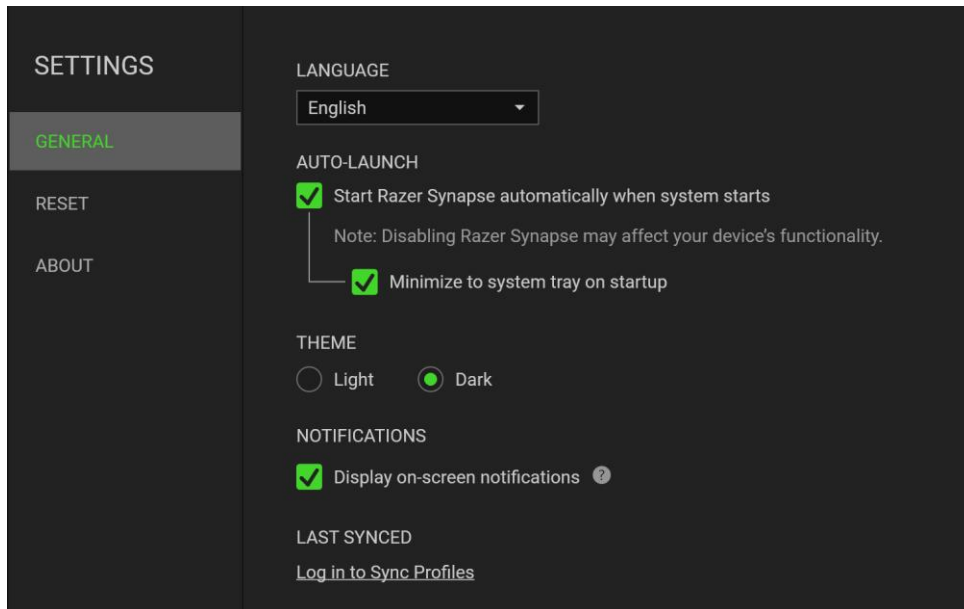 SETTINGS
GENERAL
RESET
ABOUT
LANGUAGE
English
AUTO-LAUNCH
Start Razer Synapse automatically when system starts
Note: Disabling Razer Synapse may affect your device’s functionality.
Minimize to system tray on startup
THEME
Light Dark
NOTIFICATIONS
Display on-screen notifications ?
LAST SYNCED
Log in to Sync Profiles